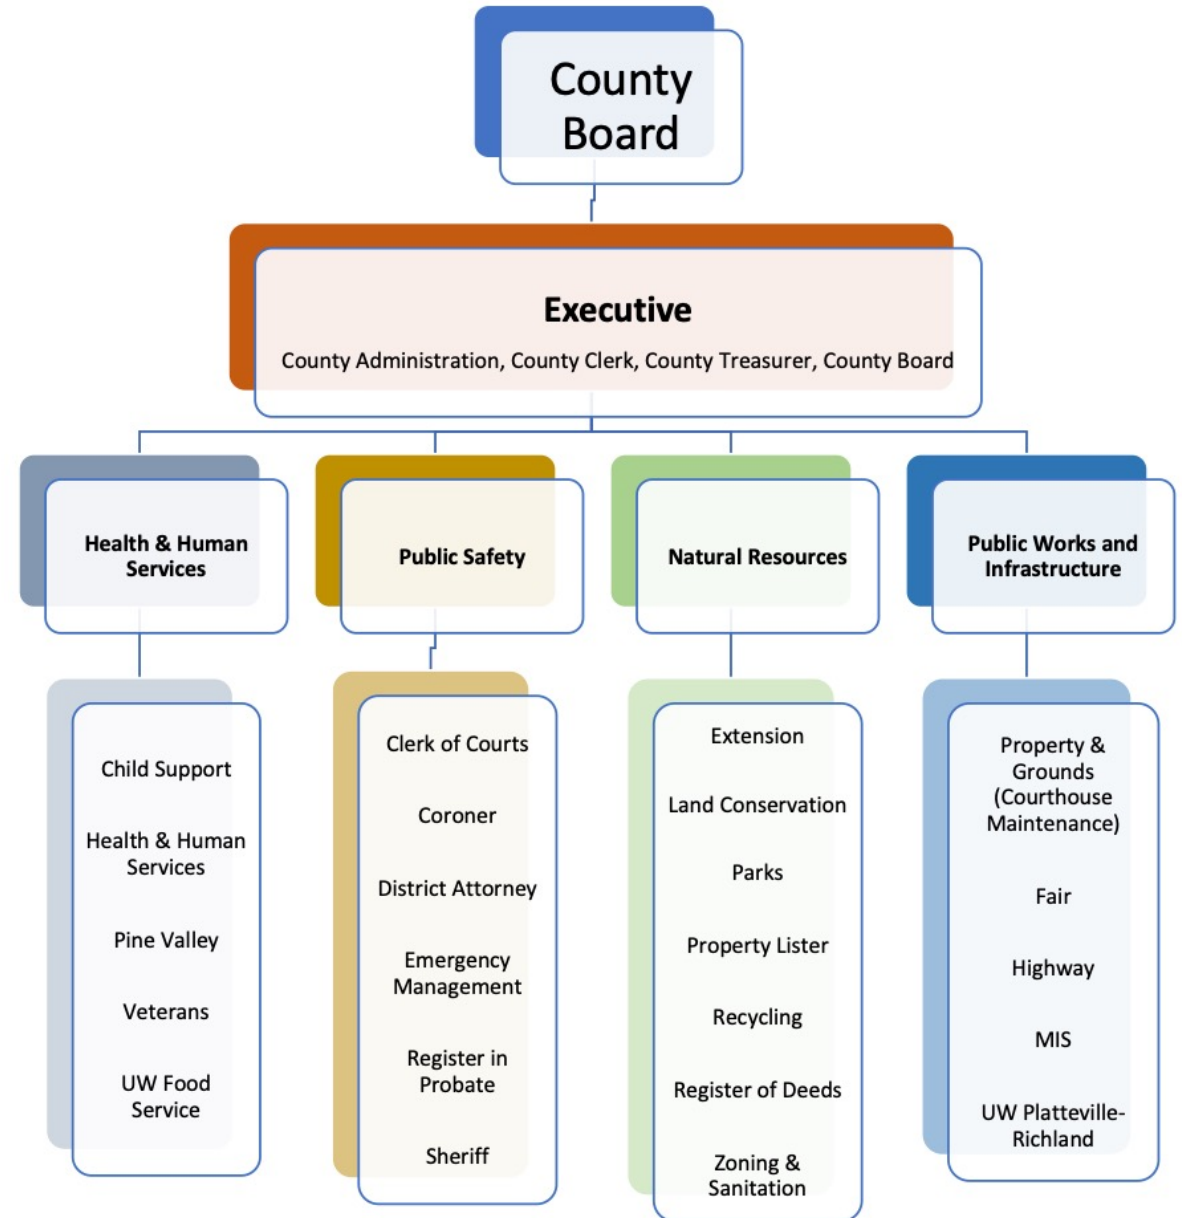 County
Board
Executive
County Administration, County Clerk, County Treasurer, County Board
Health & Human
Services
Public Safety
Natural Resources
Public Works and
Infrastructure
Child Support
Health & Human
Services
Pine Valley
Veterans
UW Food
Service
Clerk of Courts
Coroner
District Attorney
Emergency
Management
Register in
Probate
Sheriff
Extension
Land Conservation
Parks
Property Lister
Recycling
Register of Deeds
Zoning &
Sanitation
Property &
Grounds
(Courthouse
Maintenance)
Fair
Highway
MIS
UW Platteville-
Richland